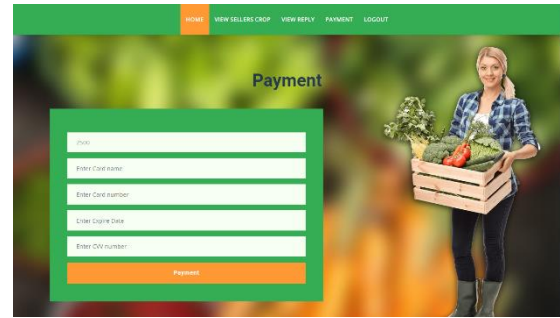 HOME VIEW SELLERS CROP VIEW REPLY PAYMENT LOGOUT
Payment
Enter Card name
Enter Card number
Enter Expire Date
Enter CVV number
Payment